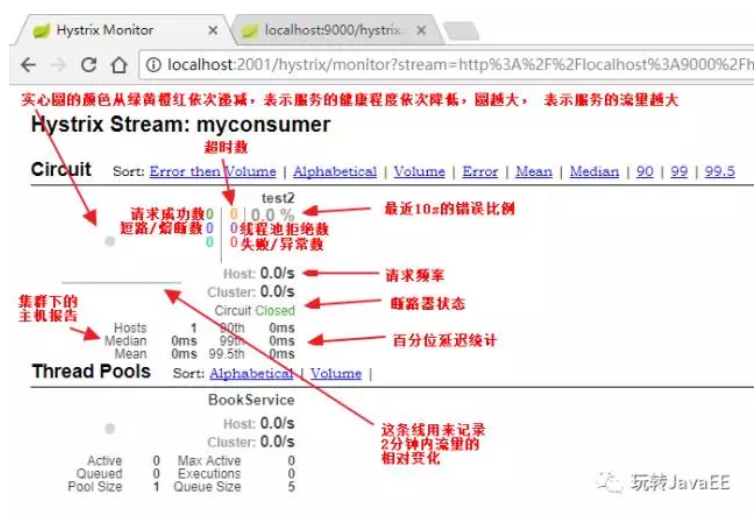 Hystrix Monitor
localhost:9000/hystrix.
localhost:2001/hystrix/monitor?stream=http%3A%2F%2Flocalhost%3A9000%2Fh
实心圆的颜色从绿黄橙红依次递减，表示服务的健康程度依次降低，圆越大， 表示服务的流量越大
Hystrix Stream: myconsumer
超时数
Circuit Sort: Error then Volume | Alphabetical | Volume | Error | Mean | Median | 90 | 99 | 99.5
test2
请求成功数 0 0 0.0 % 最近10s的错误比例
短路/熔断数 0 0 线程池拒绝数
0 0 失败/异常数
Host: 0.0/s 请求频率
Cluster: 0.0/s
Circuit Closed 断路器状态
集群下的
主机报告
Hosts 1 90th 0ms
Median 0ms 99th 0ms 百分位延迟统计
Mean 0ms 99.5th 0ms
Thread Pools Sort: Alphabetical | Volume |
BookService
Host: 0.0/s
Cluster: 0.0/s
这条线用来记录
2分钟内流里的
相对变化
Active 0 Max Active 0
Queued 0 Executions 0
Pool Size 1 Queue Size 5
玩转JavaEE